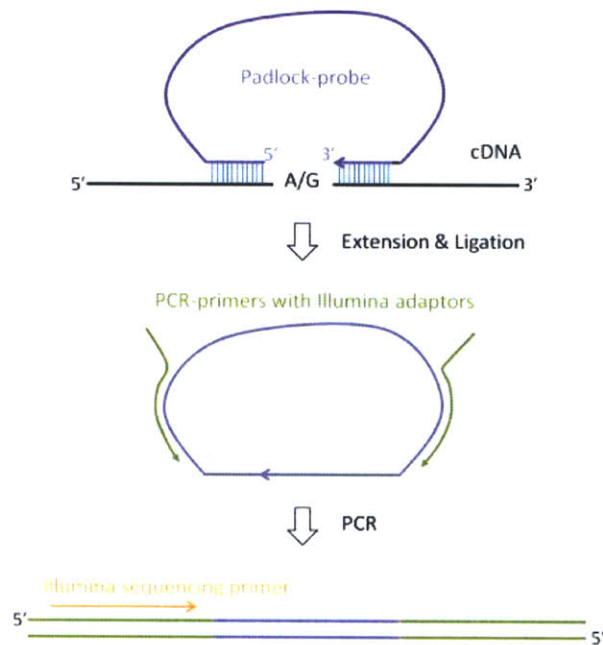 Padlock-probe
5′ 3′ cDNA
5′ A/G 3′
Extension & Ligation
PCR-primers with Illumina adaptors
PCR
Illumina sequencing primer
5′
5′